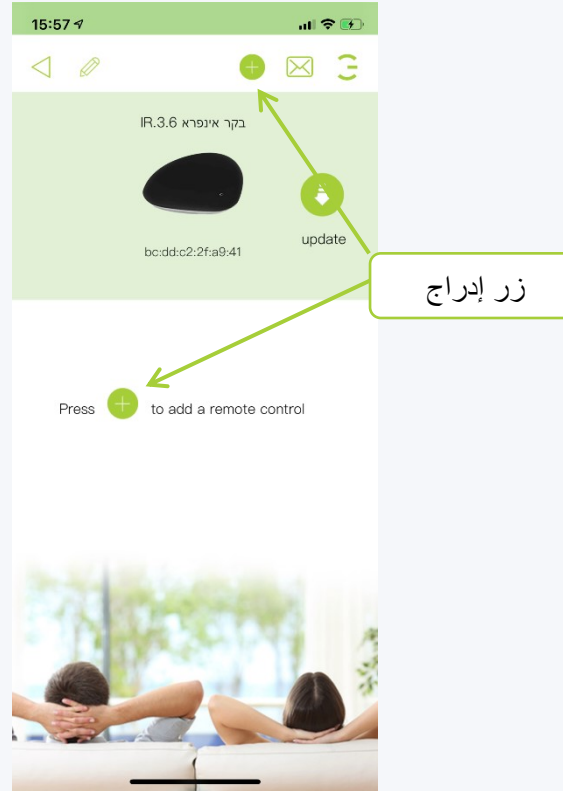 15:57
בקר אינפרא IR.3.6
bc:dd:c2:2f:a9:41
update
زر إدراج
Press + to add a remote control